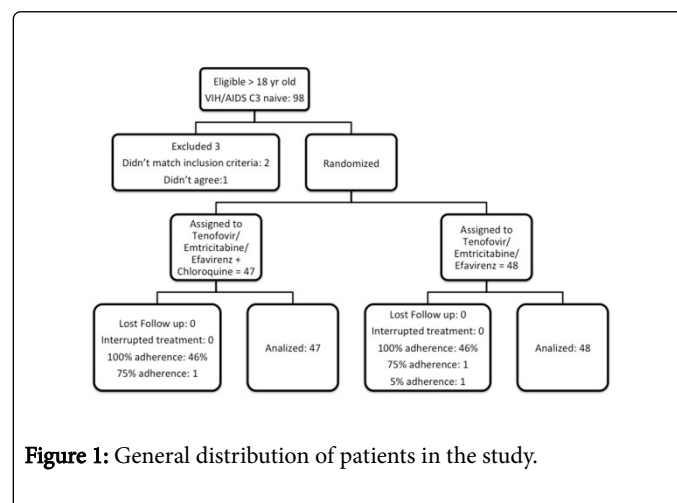 Eligible > 18 yr old
VIH/AIDS C3 naive: 98
Excluded 3
Didn't match inclusion criteria: 2
Didn't agree:1
Randomized
Assigned to
Tenofovir/
Emtricitabine/
Efavirenz +
Chloroquine = 47
Assigned to
Tenofovir/
Emtricitabine/
Efavirenz = 48
Lost Follow up: 0
Interrupted treatment: 0
100% adherence: 46%
75% adherence: 1
Analized: 47
Lost Follow up: 0
Interrupted treatment: 0
100% adherence: 46%
75% adherence: 1
5% adherence: 1
Analized: 48
Figure 1: General distribution of patients in the study.